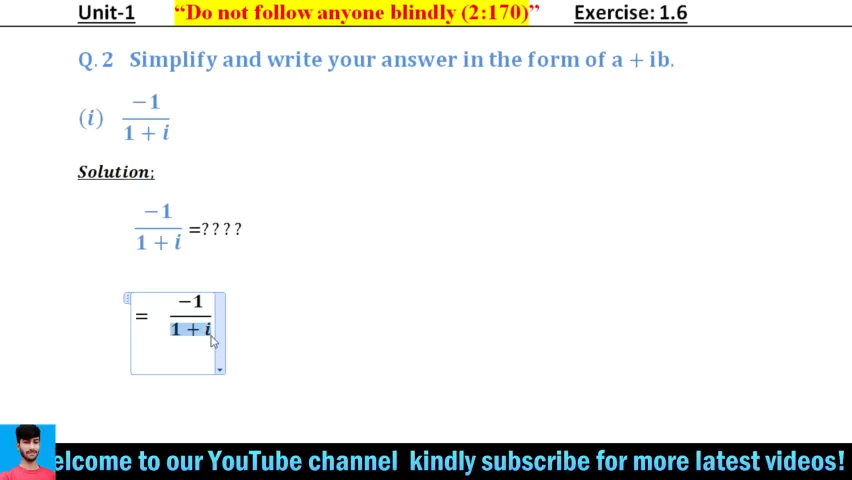 Unit-1 “Do not follow anyone blindly (2:170)” Exercise: 1.6
Q. 2 Simplify and write your answer in the form of a + ib.
(i) −1/(1 + i)
Solution;
−1/(1 + i) =????
= −1/(1 + i)
elcome to our YouTube channel kindly subscribe for more latest videos!